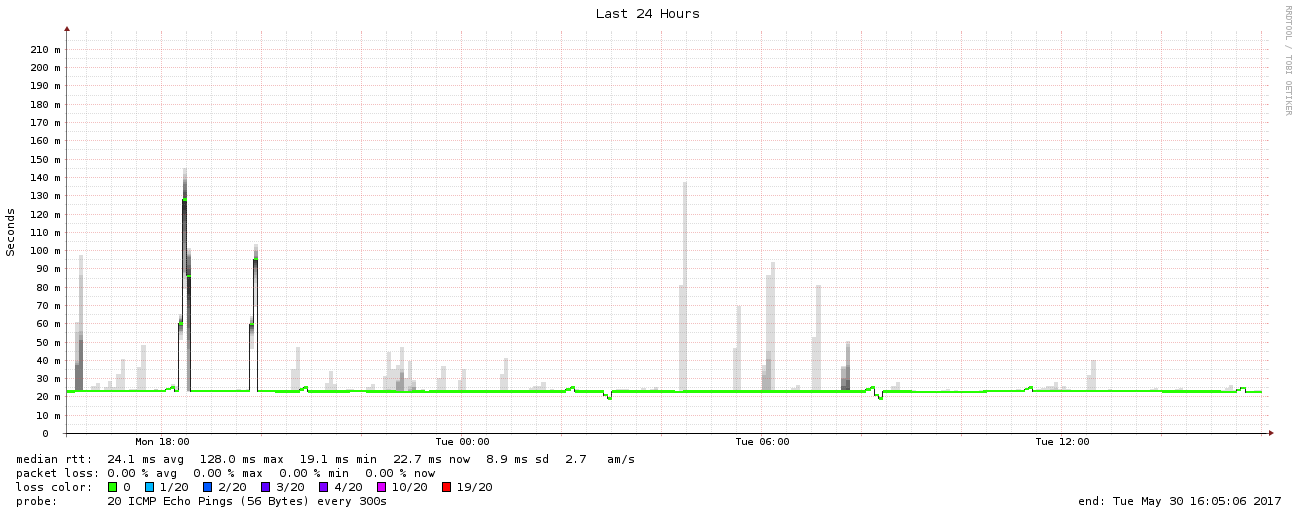 Last 24 Hours
RRDTOOL / TOBI OETIKER
Seconds
210 m
200 m
190 m
180 m
170 m
160 m
150 m
140 m
130 m
120 m
110 m
100 m
90 m
80 m
70 m
60 m
50 m
40 m
30 m
20 m
10 m
0
Mon 18:00 Tue 00:00 Tue 06:00 Tue 12:00
median rtt: 24.1 ms avg 128.0 ms max 19.1 ms min 22.7 ms now 8.9 ms sd 2.7 am/s
packet loss: 0.00 % avg 0.00 % max 0.00 % min 0.00 % now
loss color: 0 1/20 2/20 3/20 4/20 10/20 19/20
probe: 20 ICMP Echo Pings (56 Bytes) every 300s end: Tue May 30 16:05:06 2017